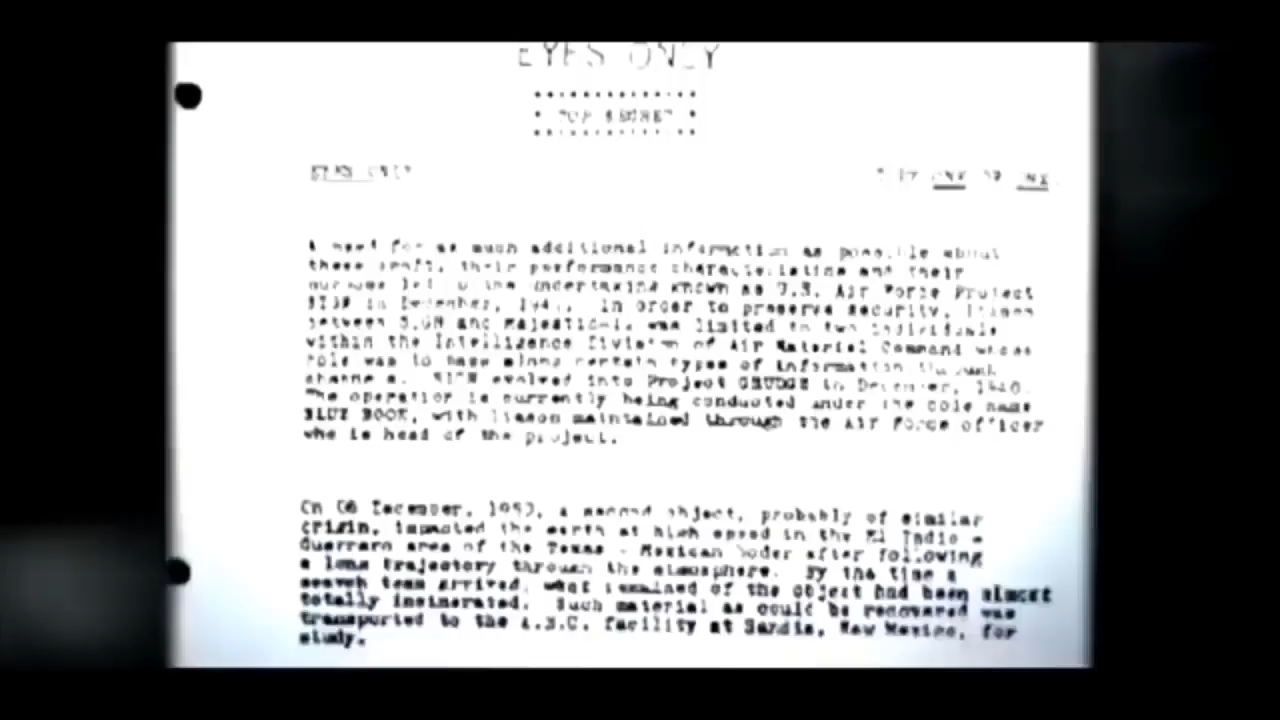 EYES ONLY
TOP SECRET
EYES ONLY
COPY ONE OF ONE.
A need for as much additional information as possible about
these craft, their performance characteristics and their
purpose led to the undertaking known as U.S. Air Force Project
SIGN in December, 194
In order to preserve security, liason
between SIGN and Majestic- was limited to two individuals
within the Intelligence Division of Air Materiel Command whose
role was to pass along certain types of information through
channels. SIGN evolved into Project GRUDGE in December, 1948.
The operation is currently being conducted under the code name
BLUE BOOK, with liason maintained through the Air Force officer
who is head of the project.
On 06 December, 1950, a second object, probably of similar
origin, impacted the earth at high speed in the El Indio -
Guerrero area of the Texas - Mexican boder after following
a long trajectory through the atmosphere. By the time a
search team arrived, what remained of the object had been almost
totally incinerated. Such material as could be recovered was
transported to the A.E.C. facility at Sandia, New Mexico, for
study.